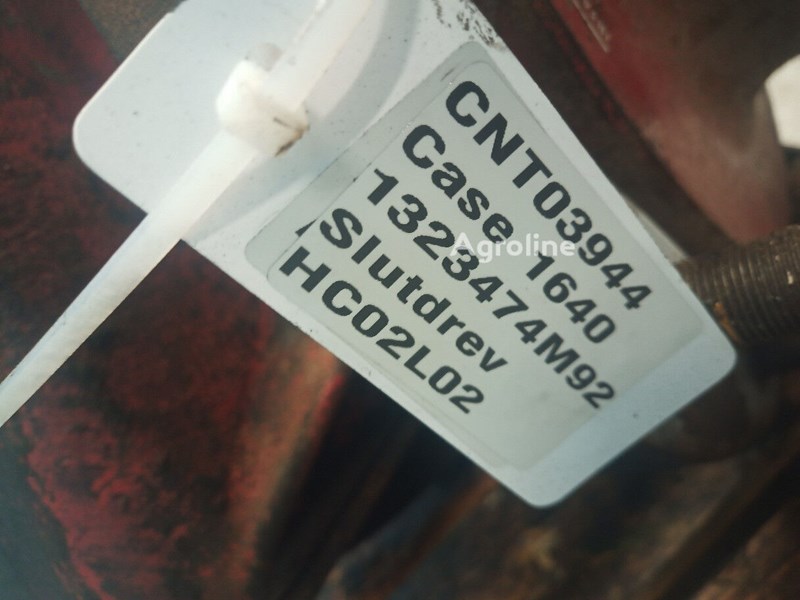 CNT03944
Case 1640
1323474M92
Slutdrev
HC02L02
Agroline